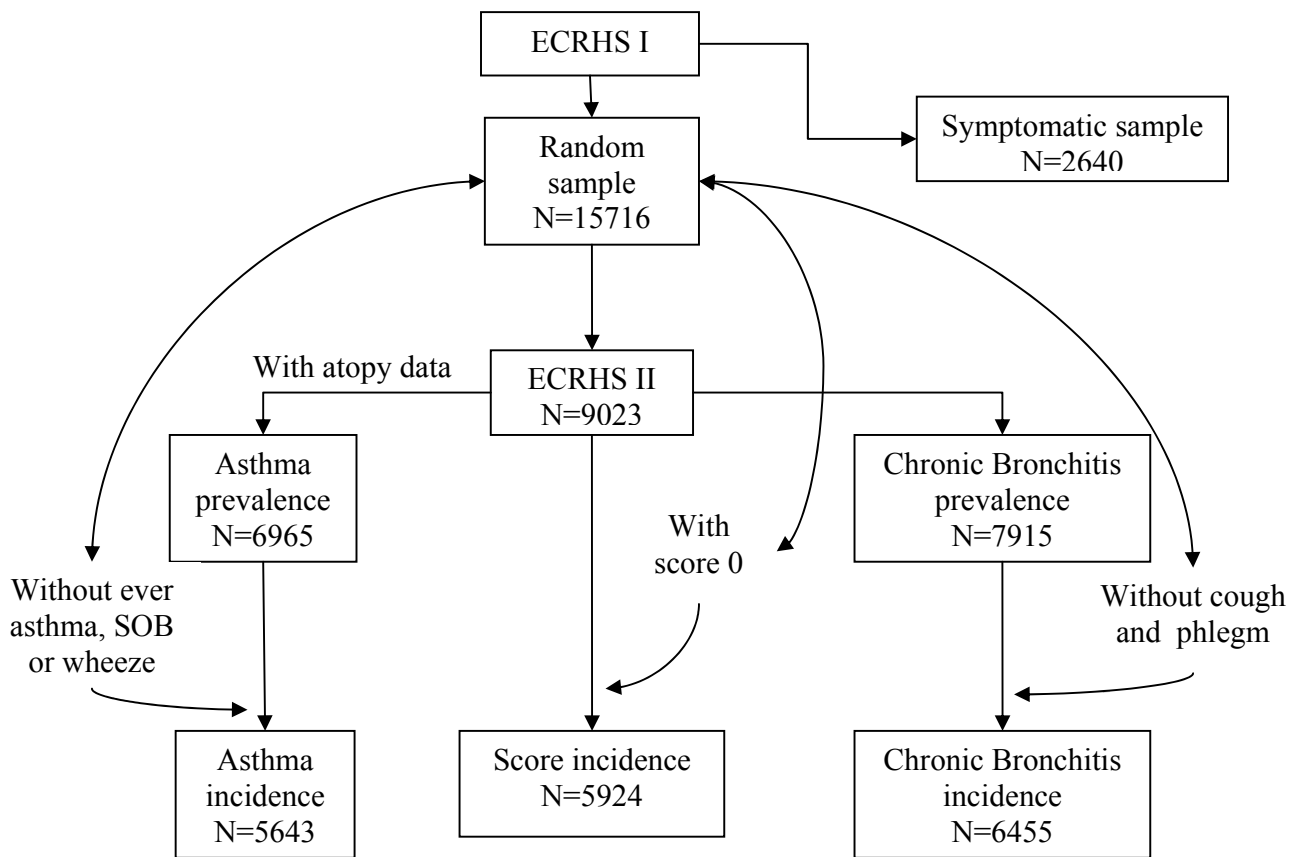 ECRHS I
Symptomatic sample
N=2640
Random
sample
N=15716
With atopy data
ECRHS II
N=9023
Asthma
prevalence
N=6965
Chronic Bronchitis
prevalence
N=7915
With
score 0
Without ever
asthma, SOB
or wheeze
Without cough
and phlegm
Asthma
incidence
N=5643
Score incidence
N=5924
Chronic Bronchitis
incidence
N=6455